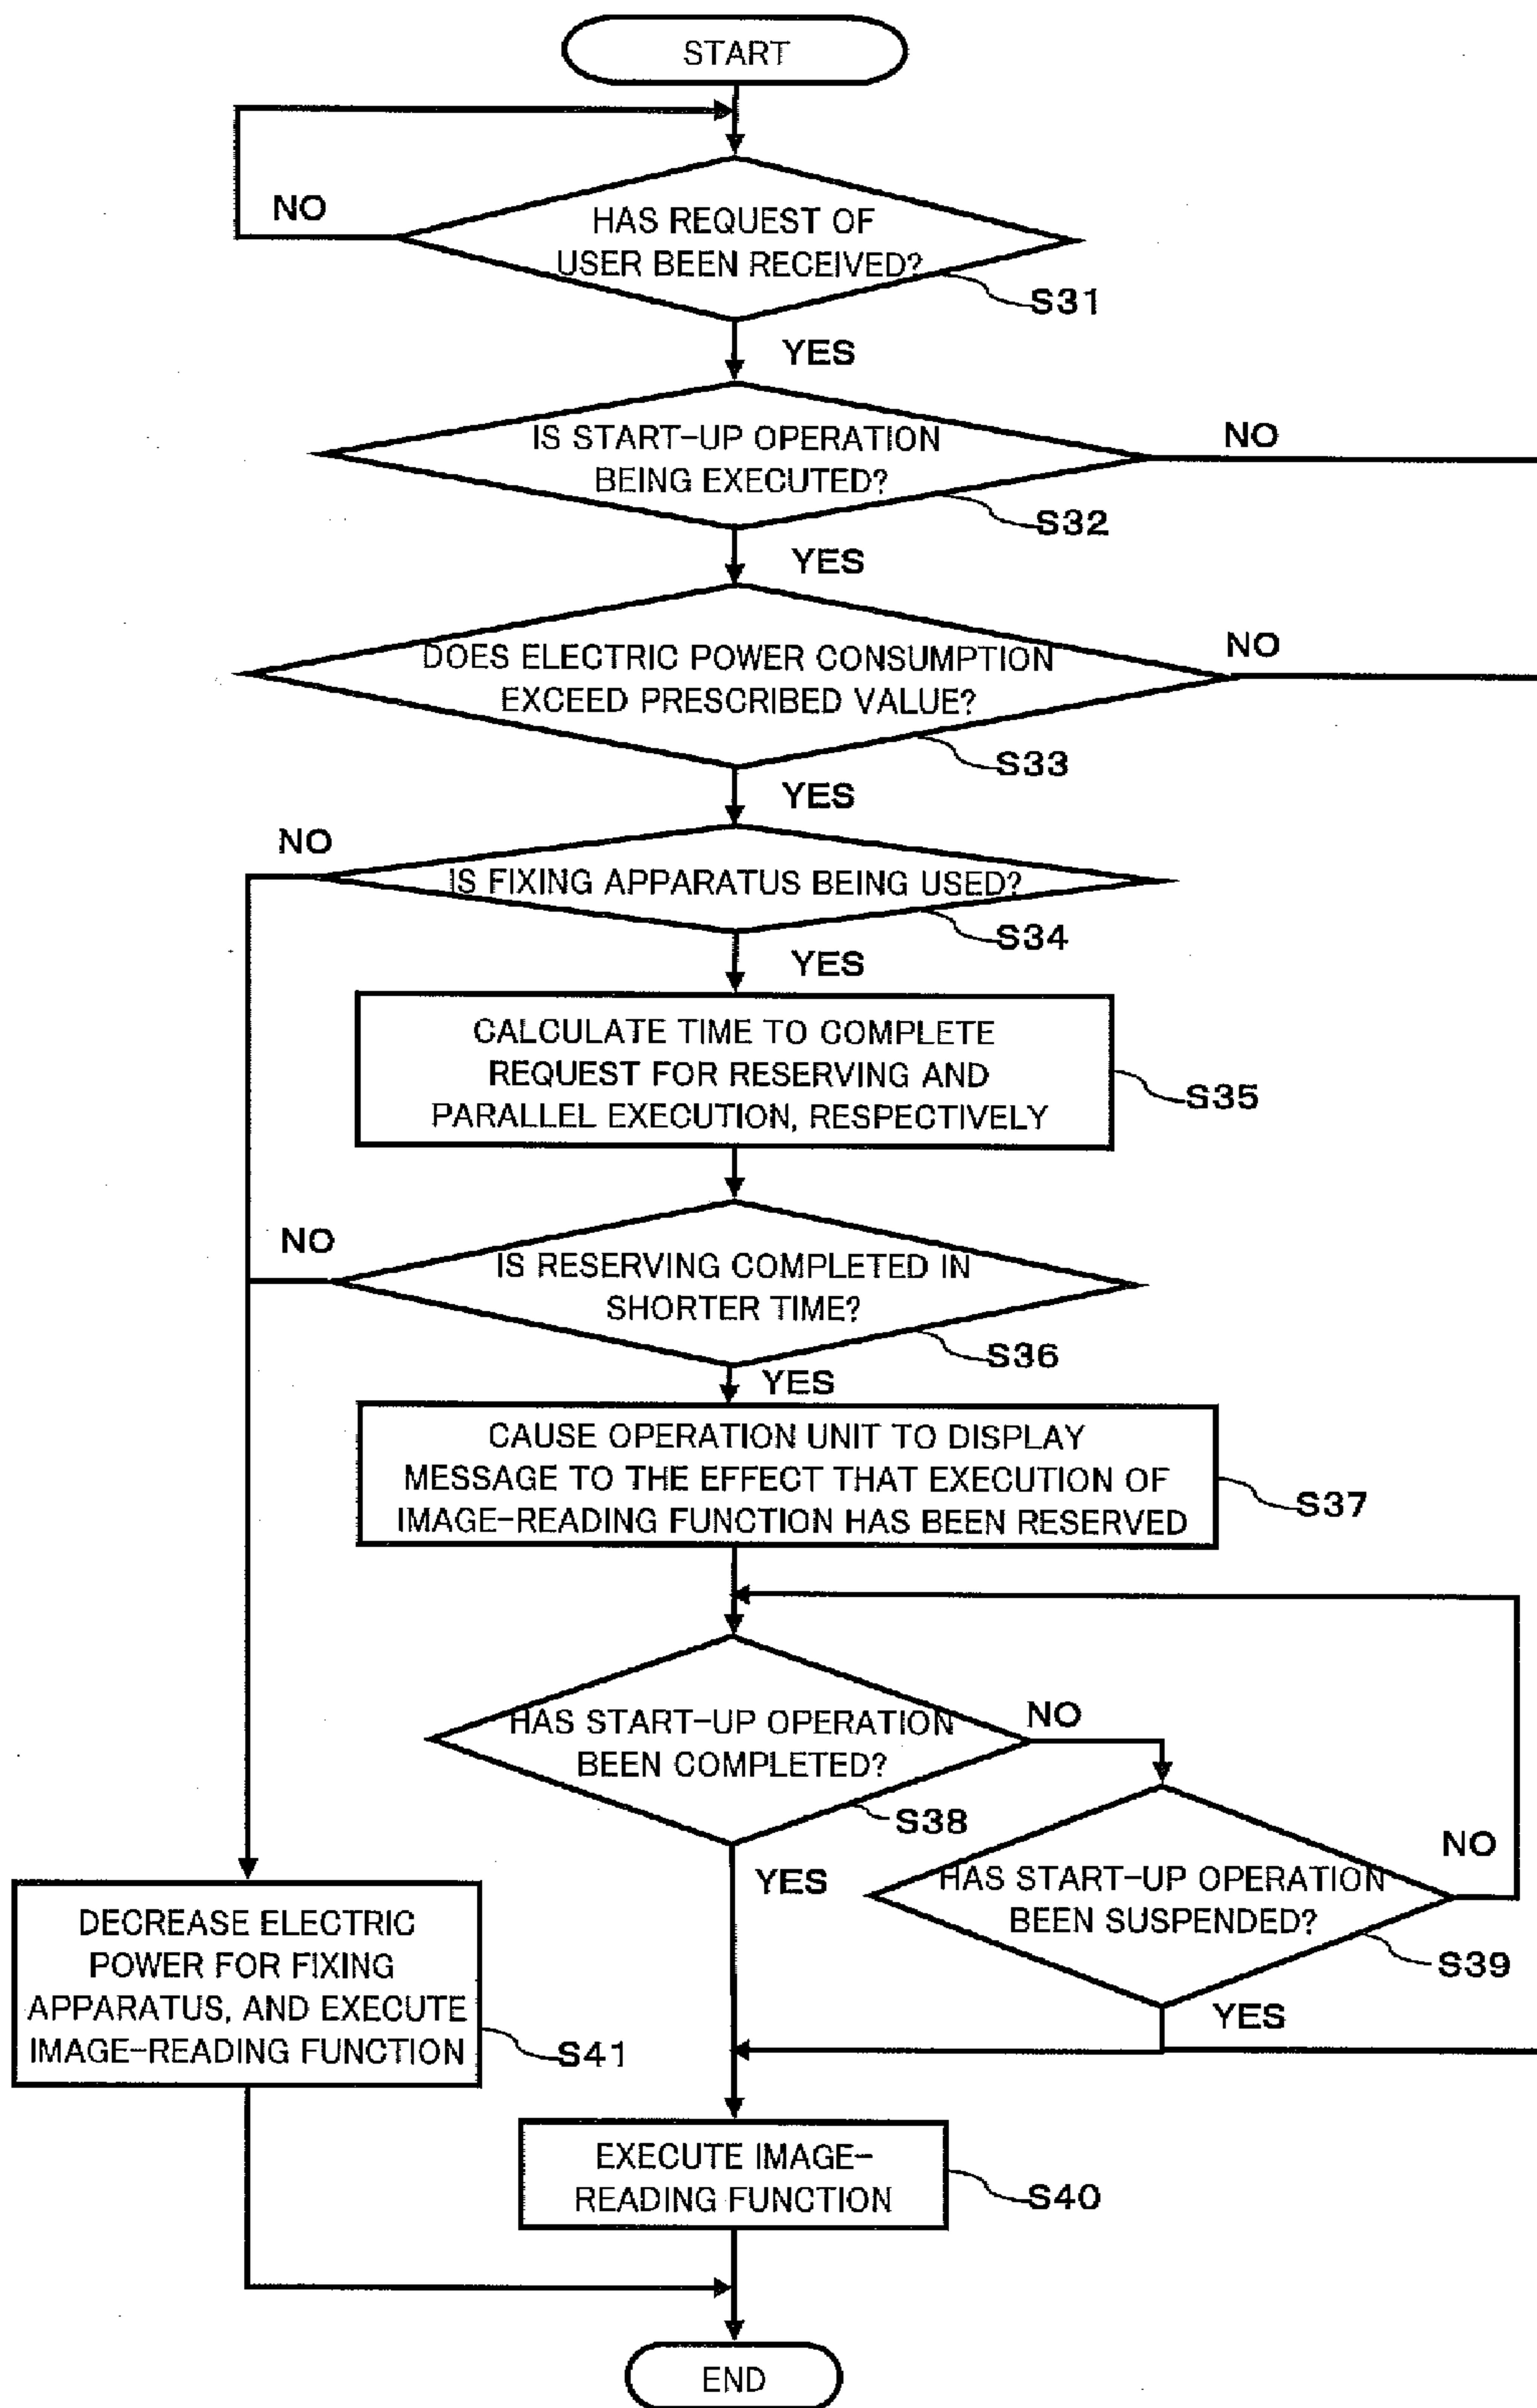 START
NO
HAS REQUEST OF
USER BEEN RECEIVED?
S31
YES
IS START-UP OPERATION
BEING EXECUTED?
NO
S32
YES
DOES ELECTRIC POWER CONSUMPTION
EXCEED PRESCRIBED VALUE?
NO
S33
YES
NO
IS FIXING APPARATUS BEING USED?
S34
YES
CALCULATE TIME TO COMPLETE
REQUEST FOR RESERVING AND
PARALLEL EXECUTION, RESPECTIVELY
S35
NO
IS RESERVING COMPLETED IN
SHORTER TIME?
S36
YES
CAUSE OPERATION UNIT TO DISPLAY
MESSAGE TO THE EFFECT THAT EXECUTION OF
IMAGE-READING FUNCTION HAS BEEN RESERVED
S37
HAS START-UP OPERATION
BEEN COMPLETED?
NO
S38
YES
HAS START-UP OPERATION
BEEN SUSPENDED?
NO
S39
YES
DECREASE ELECTRIC
POWER FOR FIXING
APPARATUS, AND EXECUTE
IMAGE-READING FUNCTION
S41
EXECUTE IMAGE-
READING FUNCTION
S40
END